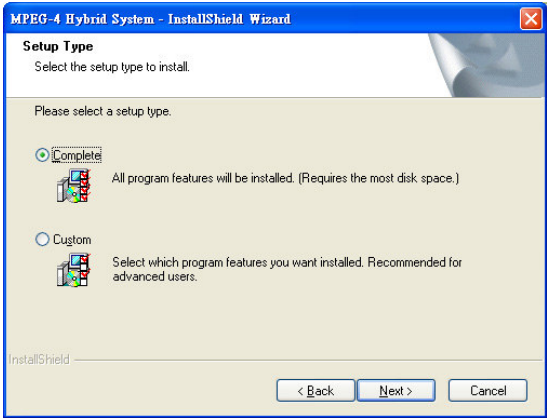 MPEG-4 Hybrid System - InstallShield Wizard
Setup Type
Select the setup type to install.
Please select a setup type.
Complete
All program features will be installed. (Requires the most disk space.)
Custom
Select which program features you want installed. Recommended for
advanced users.
InstallShield
< Back
Next >
Cancel